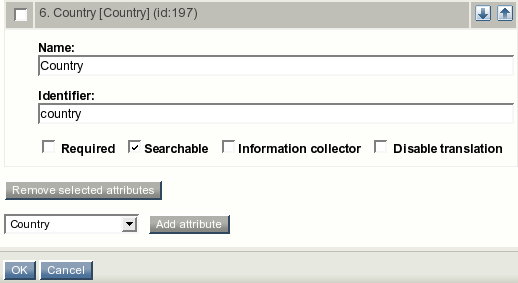 6. Country [Country] (id:197)
Name:
Country
Identifier:
country
Required Searchable Information collector Disable translation
Remove selected attributes
Country Add attribute
OK Cancel